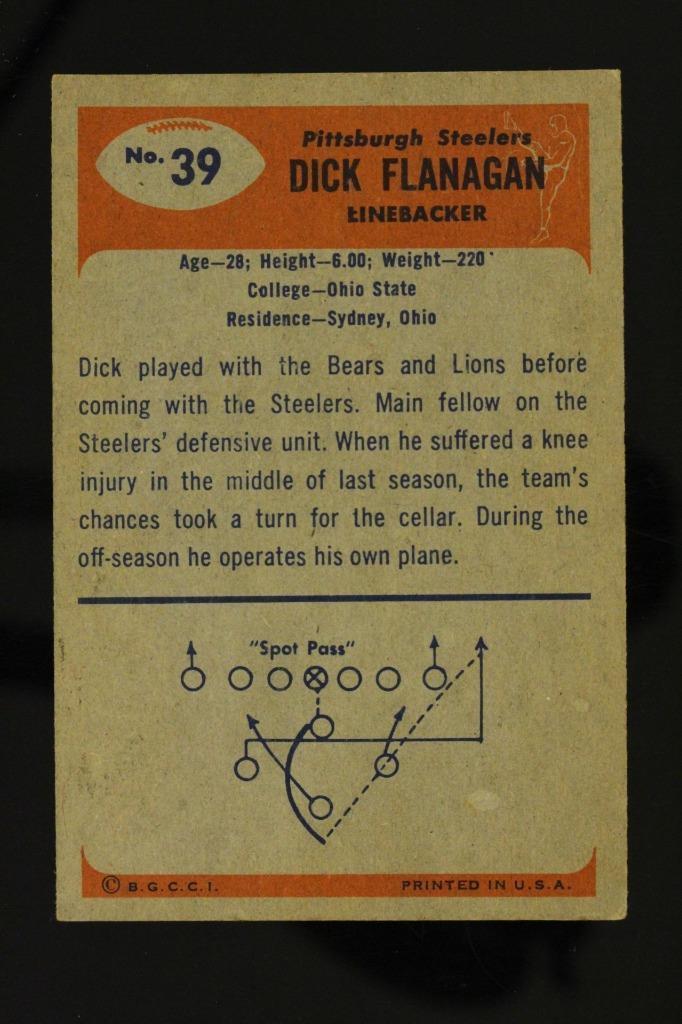 No. 39
Pittsburgh Steelers
DICK FLANAGAN
LINEBACKER
Age—28; Height—6.00; Weight—220
College—Ohio State
Residence—Sydney, Ohio
Dick played with the Bears and Lions before
coming with the Steelers. Main fellow on the
Steelers' defensive unit. When he suffered a knee
injury in the middle of last season, the team's
chances took a turn for the cellar. During the
off-season he operates his own plane.
"Spot Pass"
© B.G.C.C.I.
PRINTED IN U.S.A.